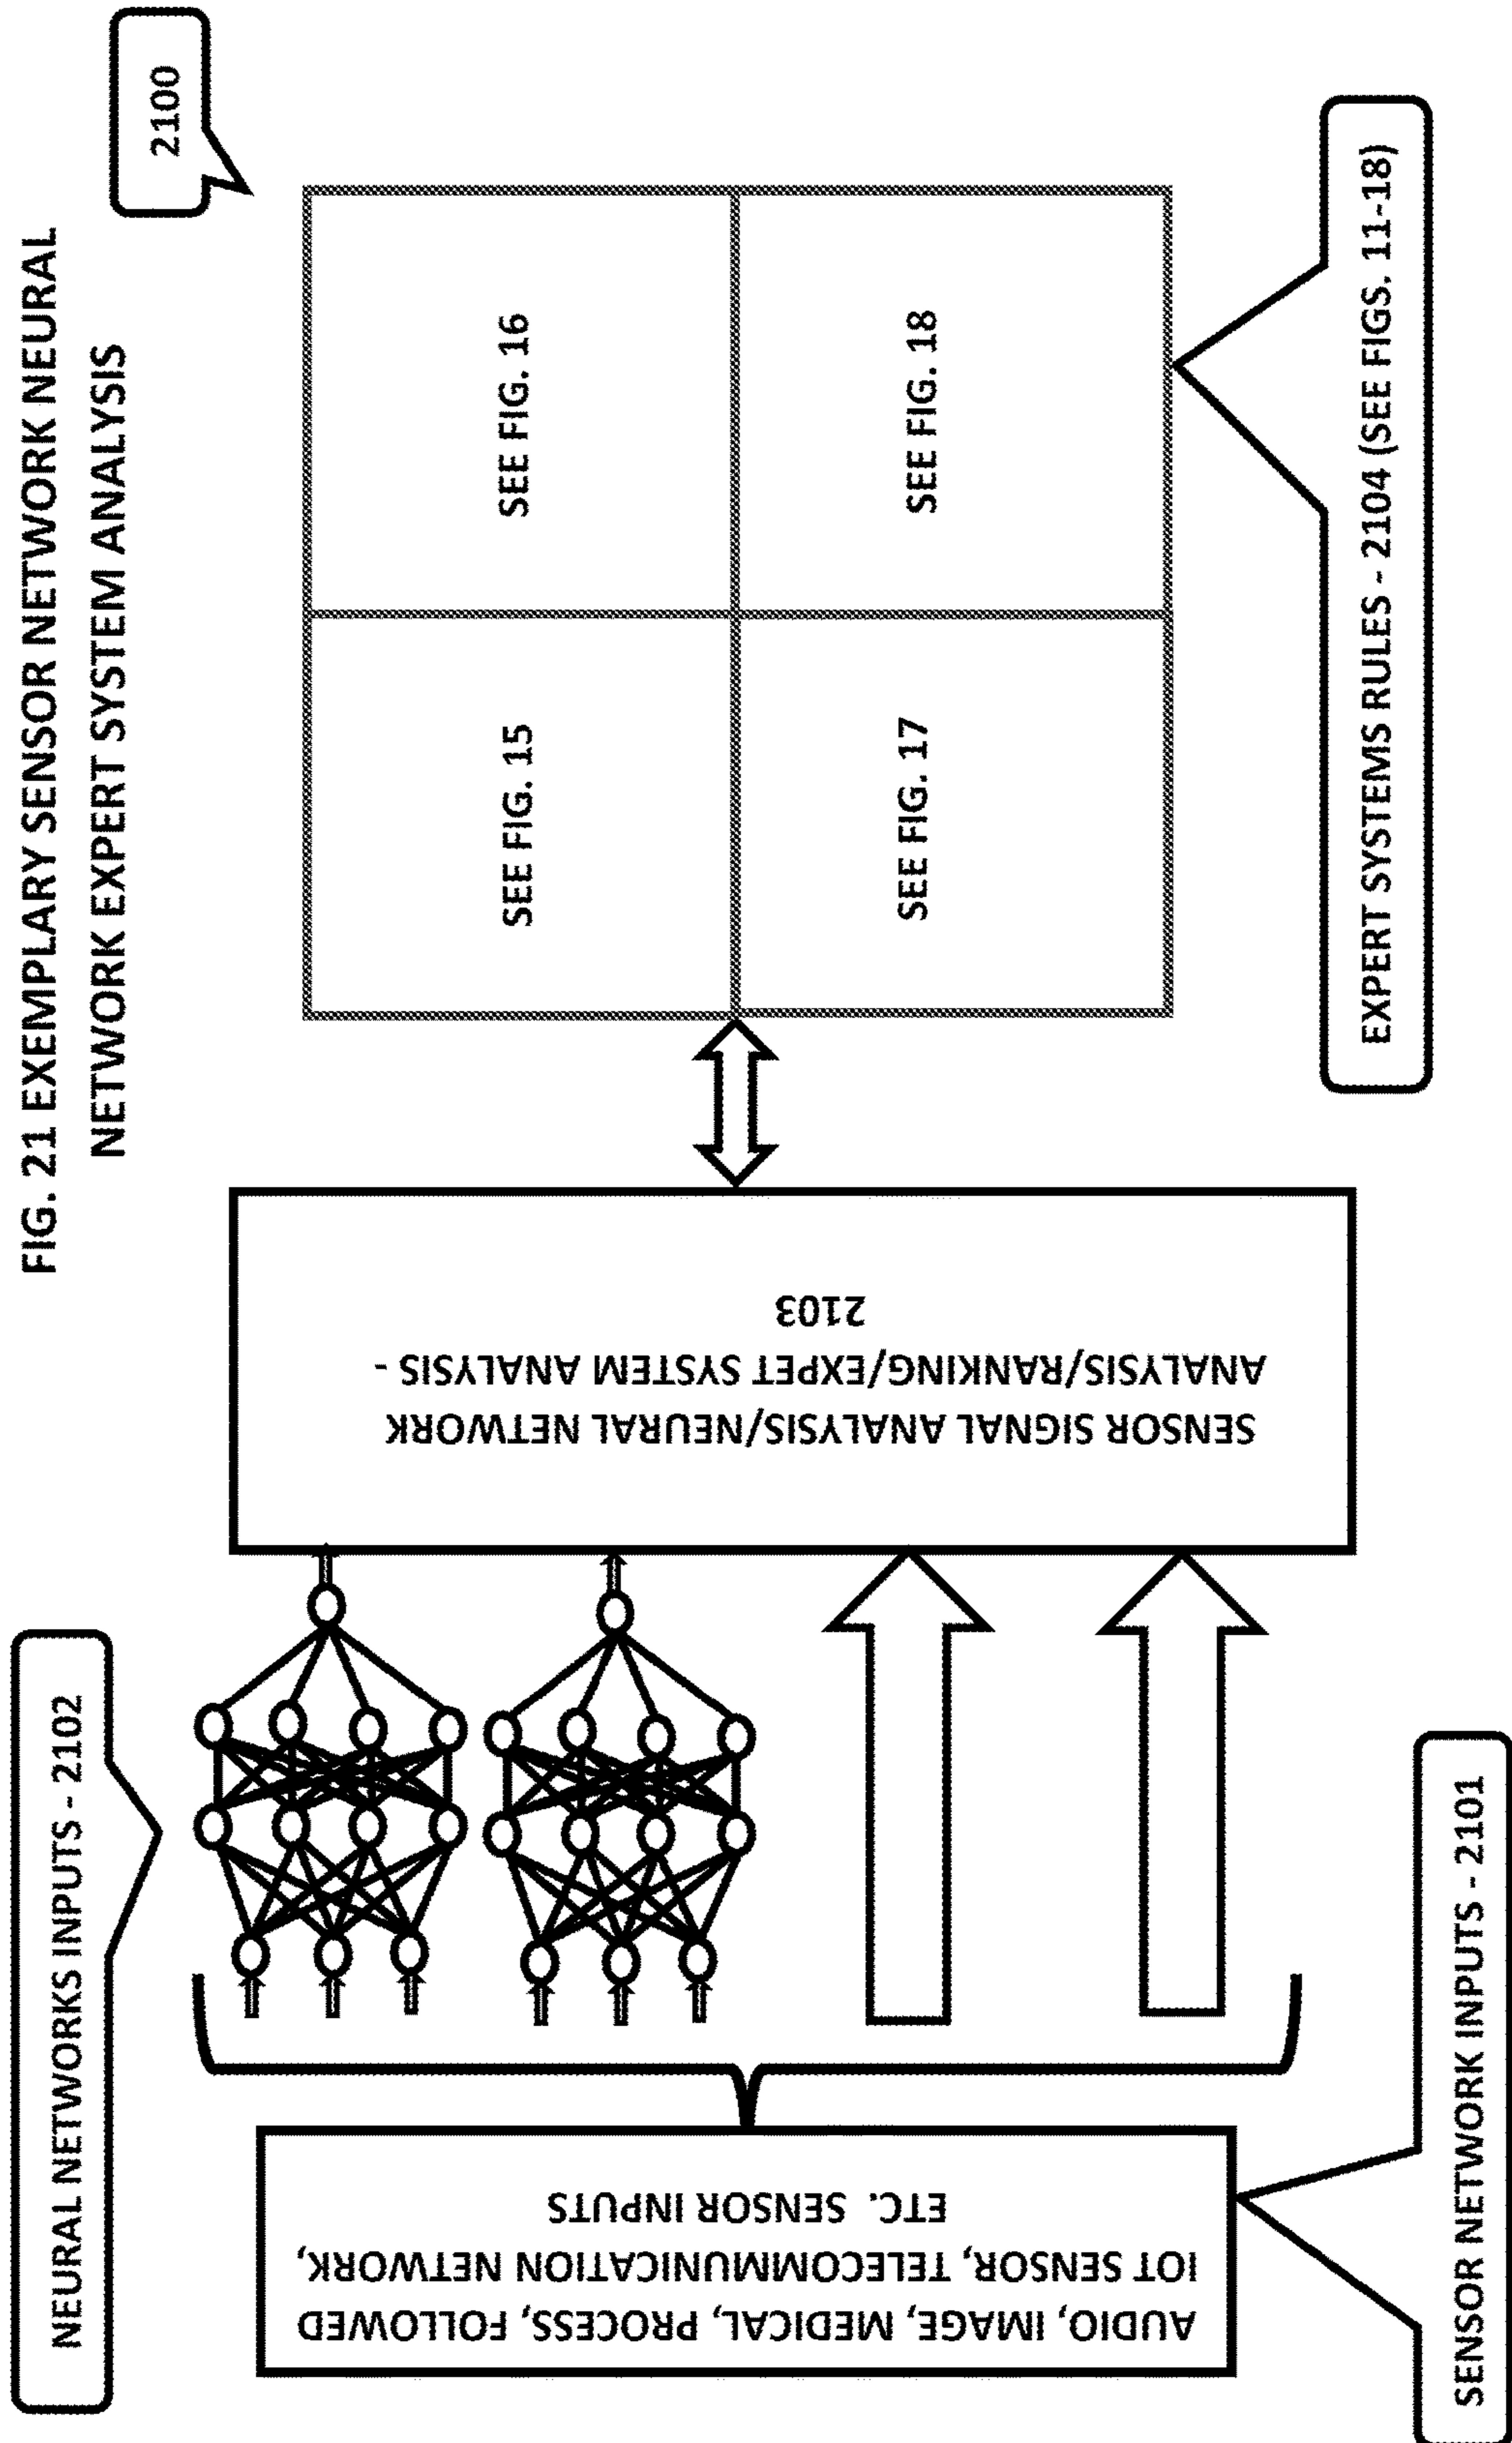 FIG. 21 EXEMPLARY SENSOR NETWORK NEURAL
NETWORK EXPERT SYSTEM ANALYSIS
2100
NEURAL NETWORKS INPUTS - 2102
AUDIO, IMAGE, MEDICAL, PROCESS, FOLLOWED
IOT SENSOR, TELECOMMUNICATION NETWORK,
ETC. SENSOR INPUTS
SENSOR NETWORK INPUTS - 2101
SENSOR SIGNAL ANALYSIS/NEURAL NETWORK
ANALYSIS/RANKING/EXPET SYSTEM ANALYSIS -
2103
SEE FIG. 15
SEE FIG. 16
SEE FIG. 17
SEE FIG. 18
EXPERT SYSTEMS RULES - 2104 (SEE FIGS. 11-18)